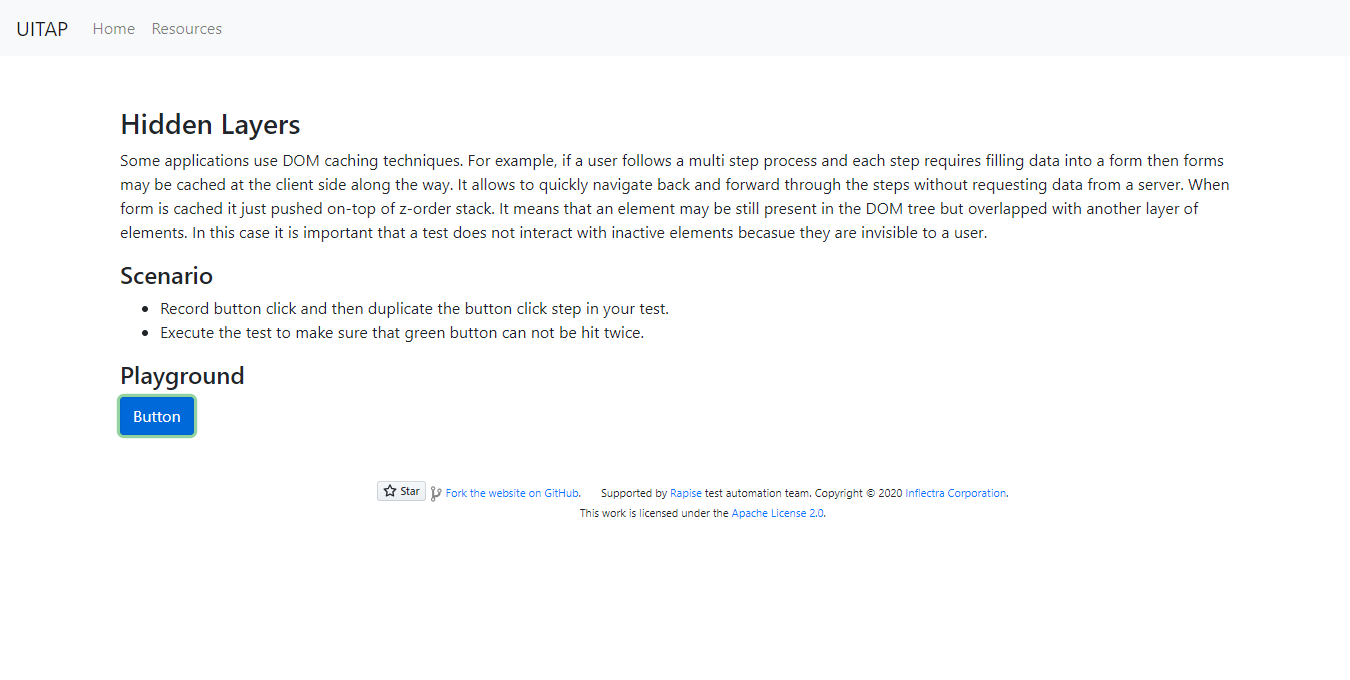 UITAP Home Resources
Hidden Layers
Some applications use DOM caching techniques. For example, if a user follows a multi step process and each step requires filling data into a form then forms
may be cached at the client side along the way. It allows to quickly navigate back and forward through the steps without requesting data from a server. When
form is cached it just pushed on-top of z-order stack. It means that an element may be still present in the DOM tree but overlapped with another layer of
elements. In this case it is important that a test does not interact with inactive elements becasue they are invisible to a user.
Scenario
Record button click and then duplicate the button click step in your test.
Execute the test to make sure that green button can not be hit twice.
Playground
Button
Star Fork the website on GitHub. Supported by Rapise test automation team. Copyright © 2020 Inflectra Corporation.
This work is licensed under the Apache License 2.0.